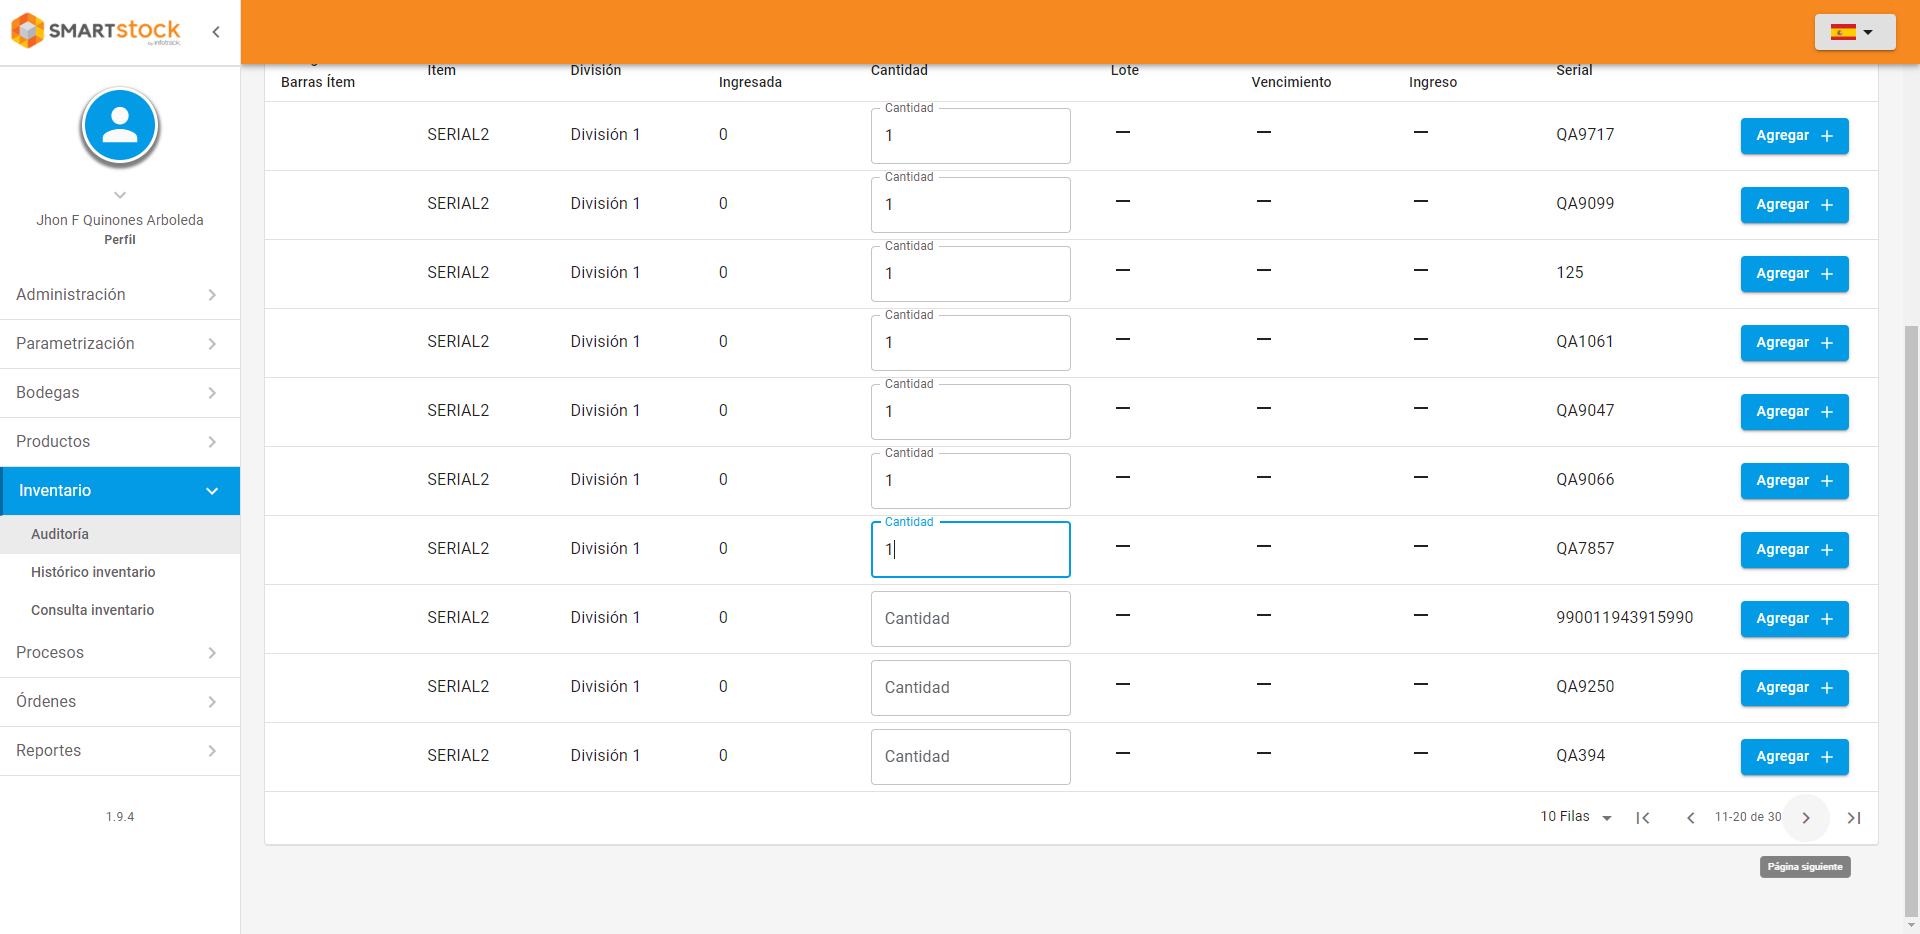 SMARTstock
by infotrack
Jhon F Quinones Arboleda
Perfil
Administración
Parametrización
Bodegas
Productos
Inventario
Auditoría
Histórico inventario
Consulta inventario
Procesos
Órdenes
Reportes
1.9.4
Barras Ítem Item División Ingresada Cantidad Lote Vencimiento Ingreso Serial
Cantidad
SERIAL2 División 1 0 1 — — — QA9717 Agregar +
Cantidad
SERIAL2 División 1 0 1 — — — QA9099 Agregar +
Cantidad
SERIAL2 División 1 0 1 — — — 125 Agregar +
Cantidad
SERIAL2 División 1 0 1 — — — QA1061 Agregar +
Cantidad
SERIAL2 División 1 0 1 — — — QA9047 Agregar +
Cantidad
SERIAL2 División 1 0 1 — — — QA9066 Agregar +
Cantidad
SERIAL2 División 1 0 1 — — — QA7857 Agregar +
SERIAL2 División 1 0 Cantidad — — — 990011943915990 Agregar +
SERIAL2 División 1 0 Cantidad — — — QA9250 Agregar +
SERIAL2 División 1 0 Cantidad — — — QA394 Agregar +
10 Filas 11-20 de 30
Página siguiente